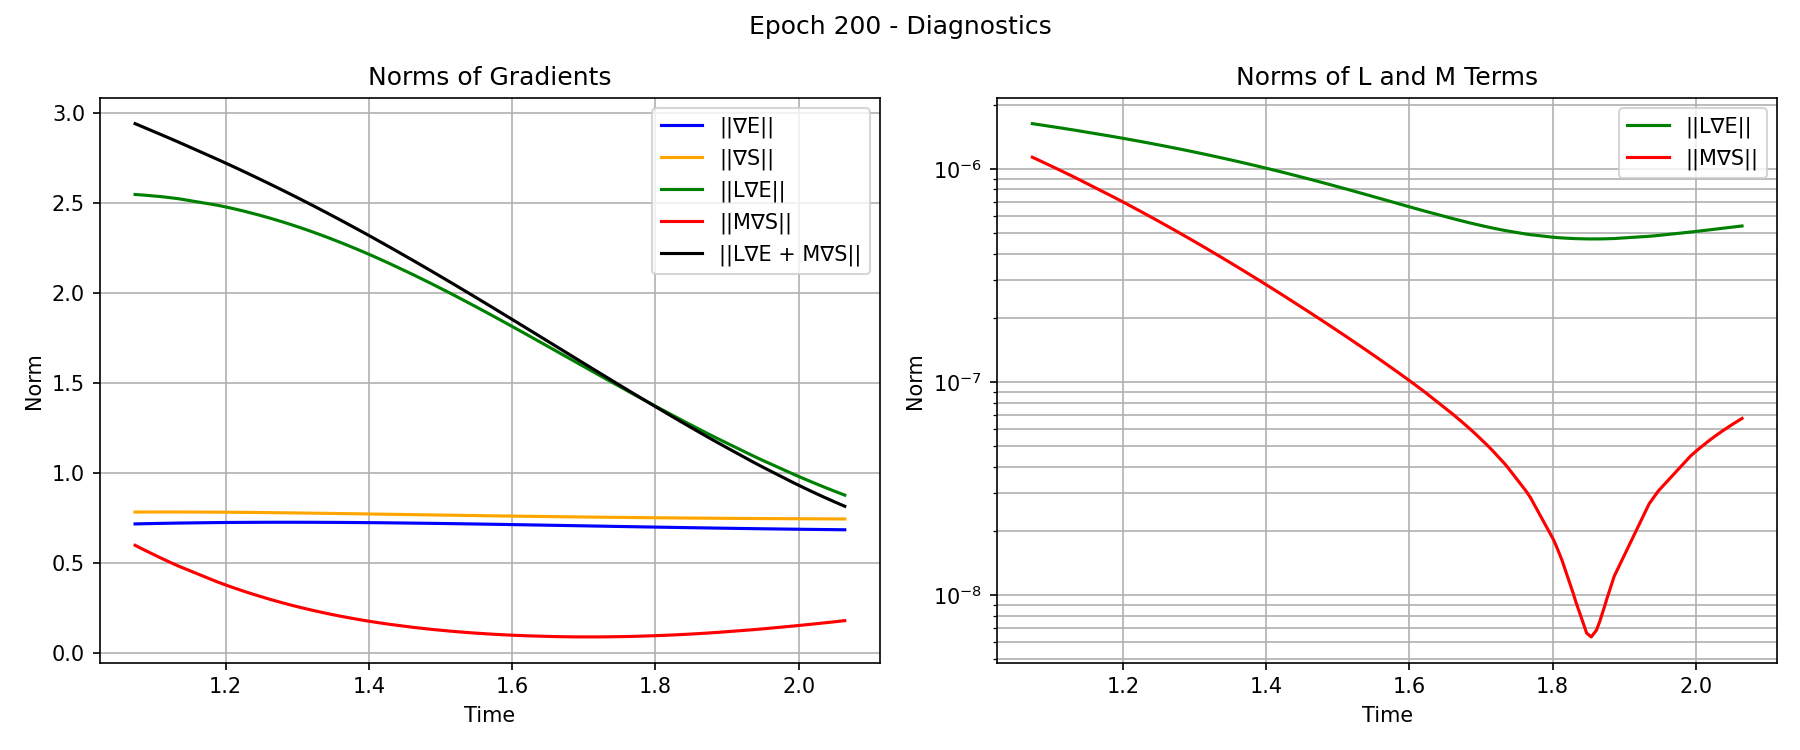 Epoch 200 - Diagnostics
Norms of Gradients
Norm
3.0
2.5
2.0
1.5
1.0
0.5
0.0
||∇E||
||∇S||
||L∇E||
||M∇S||
||L∇E + M∇S||
1.2
1.4
1.6
1.8
2.0
Time
Norms of L and M Terms
Norm
10⁻⁶
10⁻⁷
10⁻⁸
||L∇E||
||M∇S||
1.2
1.4
1.6
1.8
2.0
Time